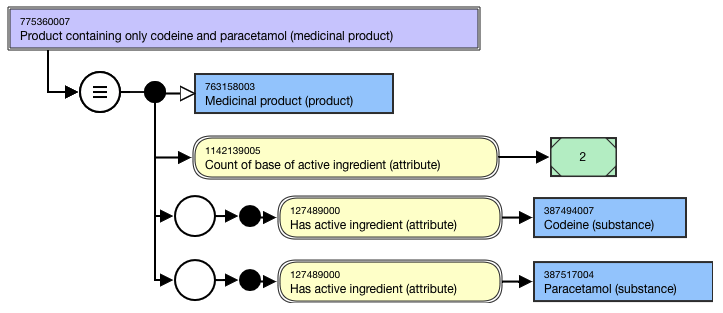 775360007
Product containing only codeine and paracetamol (medicinal product)
763158003
Medicinal product (product)
1142139005
Count of base of active ingredient (attribute)
2
127489000
Has active ingredient (attribute)
387494007
Codeine (substance)
127489000
Has active ingredient (attribute)
387517004
Paracetamol (substance)